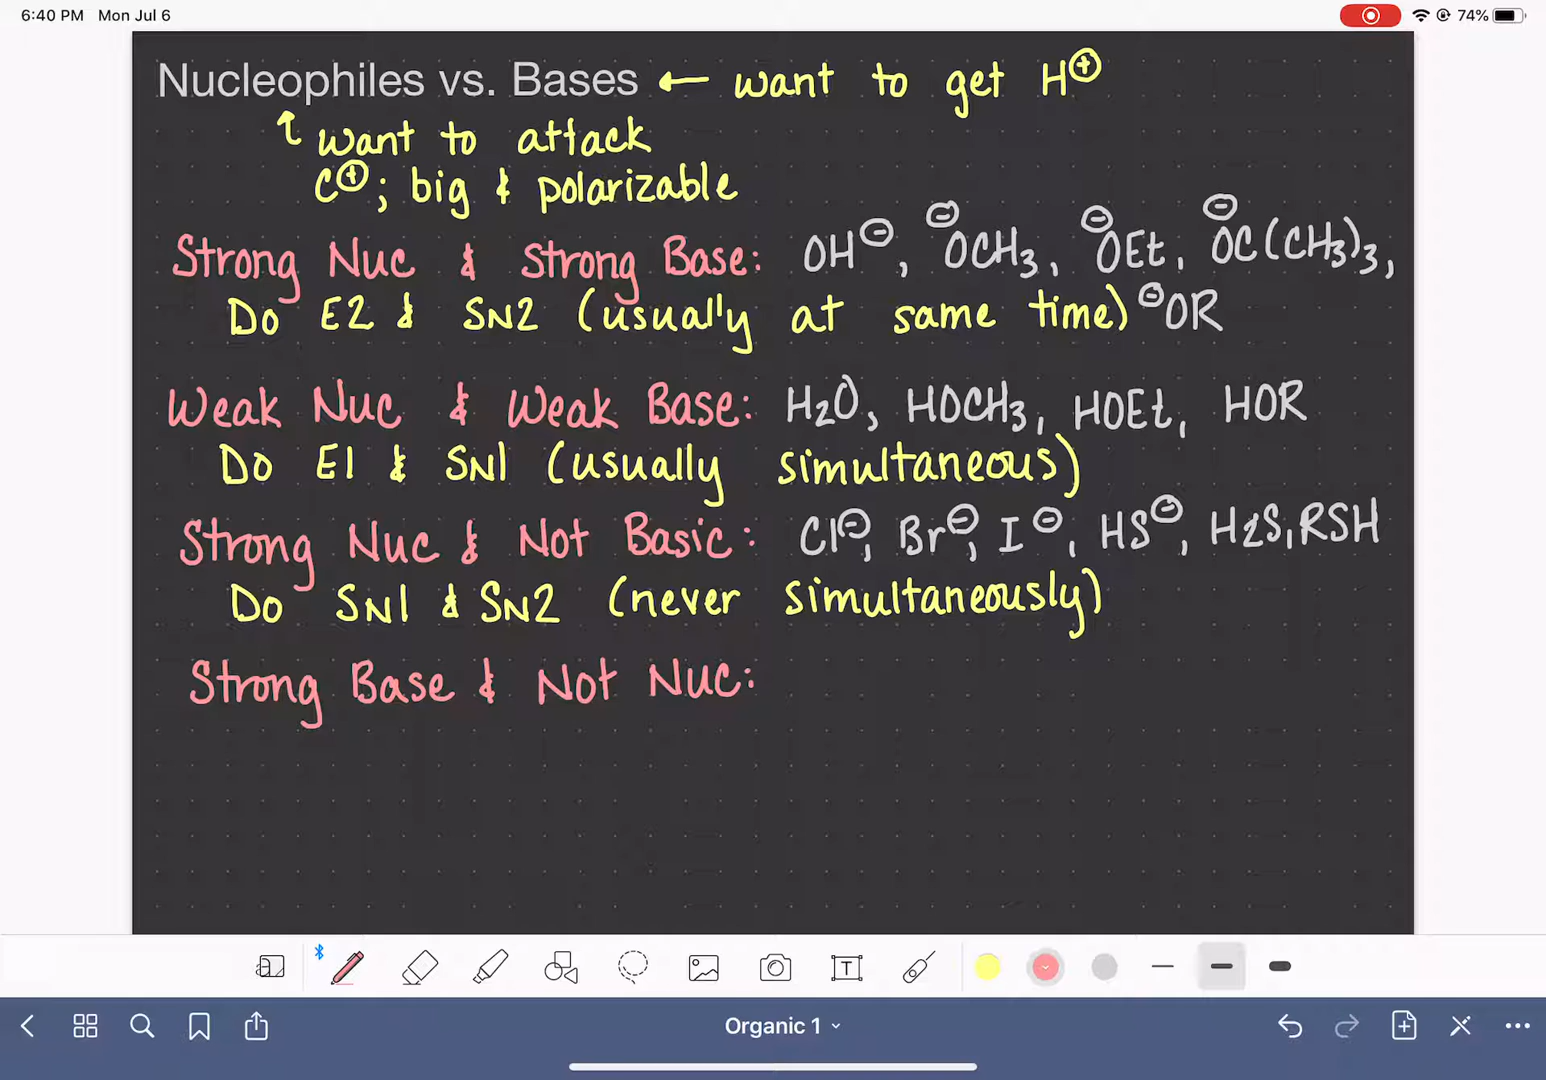 6:40 PM Mon Jul 6
74%
Nucleophiles vs. Bases ← want to get H⊕
↑ want to attack
C⊕; big & polarizable
Strong Nuc & Strong Base: OH⊖, ⊖OCH3, ⊖OEt, ⊖OC(CH3)3,
Do E2 & SN2 (usually at same time) ⊖OR
Weak Nuc & Weak Base: H2O, HOCH3, HOEt, HOR
Do E1 & SN1 (usually simultaneous)
Strong Nuc & Not Basic: Cl⊖, Br⊖, I⊖, HS⊖, H2S, RSH
Do SN1 & SN2 (never simultaneously)
Strong Base & Not Nuc:
T
Organic 1